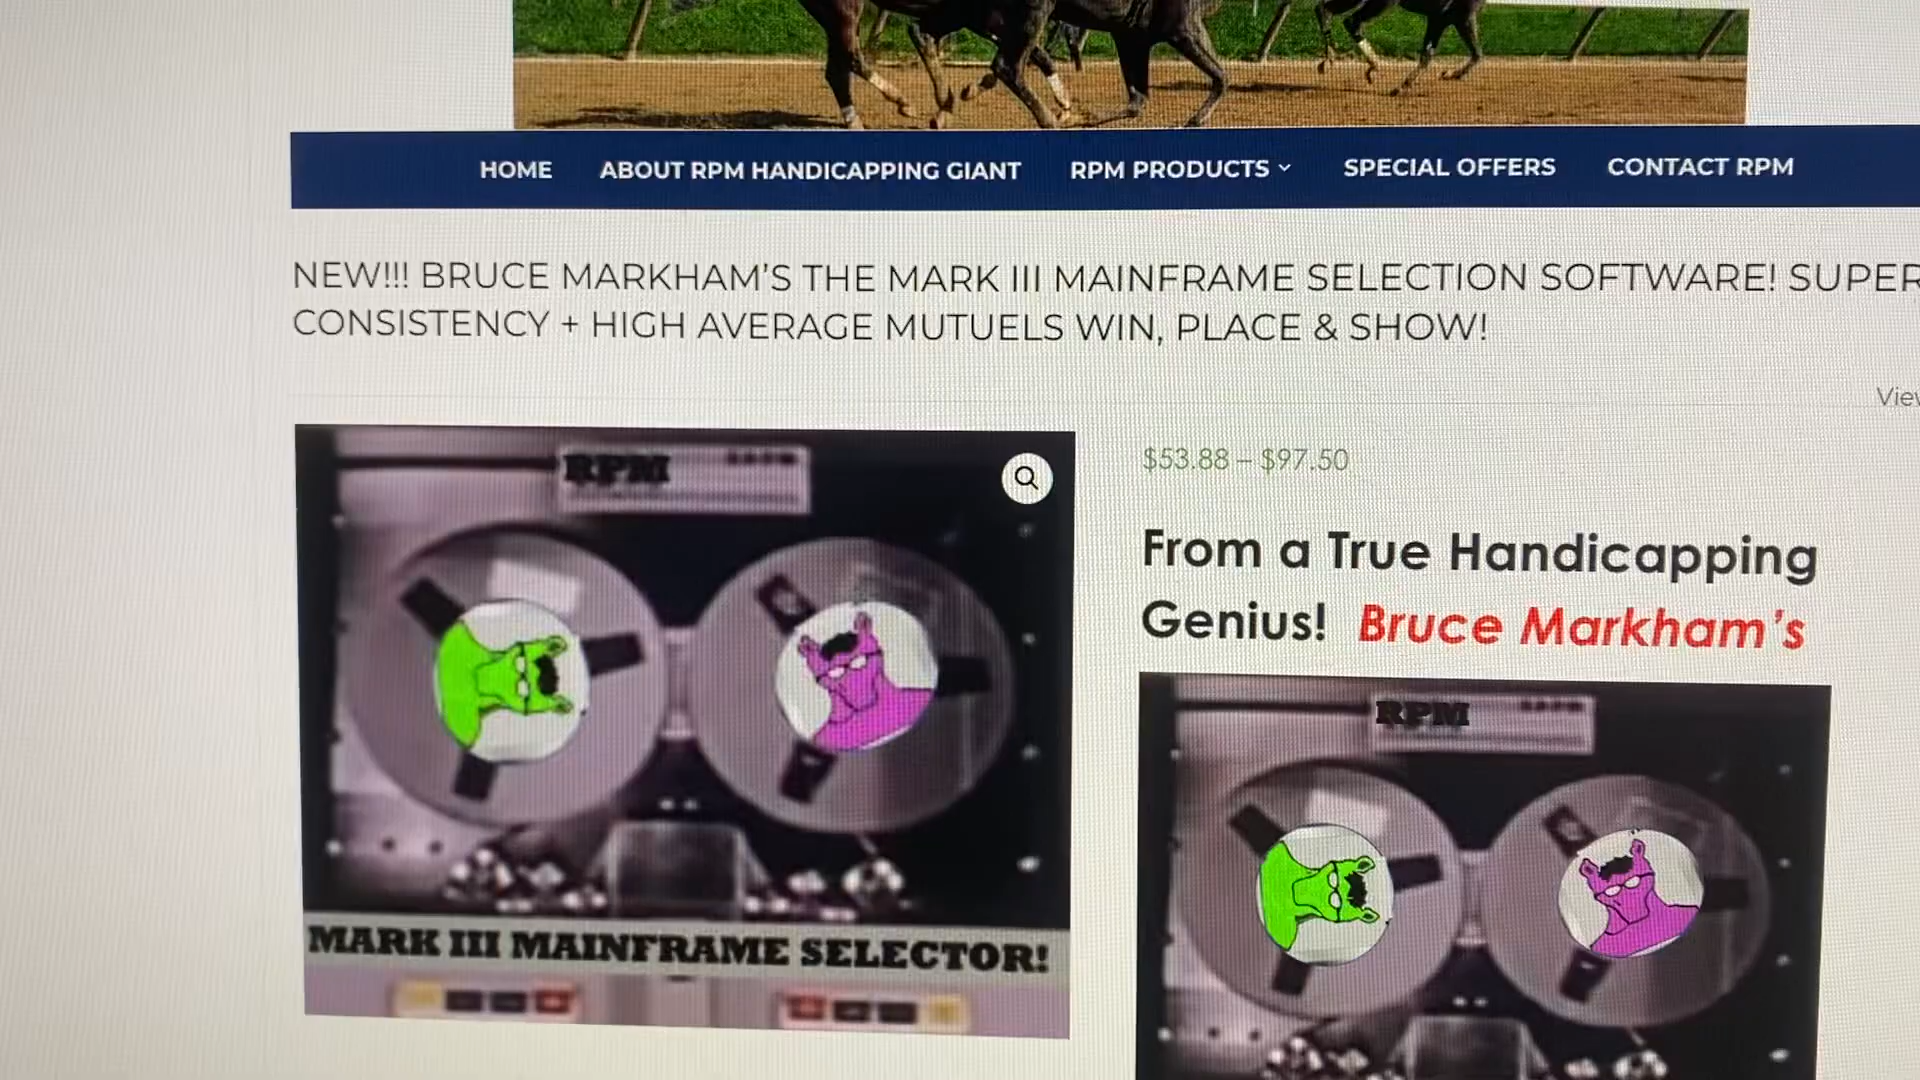 HOME ABOUT RPM HANDICAPPING GIANT RPM PRODUCTS SPECIAL OFFERS CONTACT RPM
NEW!!! BRUCE MARKHAM'S THE MARK III MAINFRAME SELECTION SOFTWARE! SUPER
CONSISTENCY + HIGH AVERAGE MUTUELS WIN, PLACE & SHOW!
View
RPM
MARK III MAINFRAME SELECTOR!
$53.88 – $97.50
From a True Handicapping
Genius! Bruce Markham's
RPM